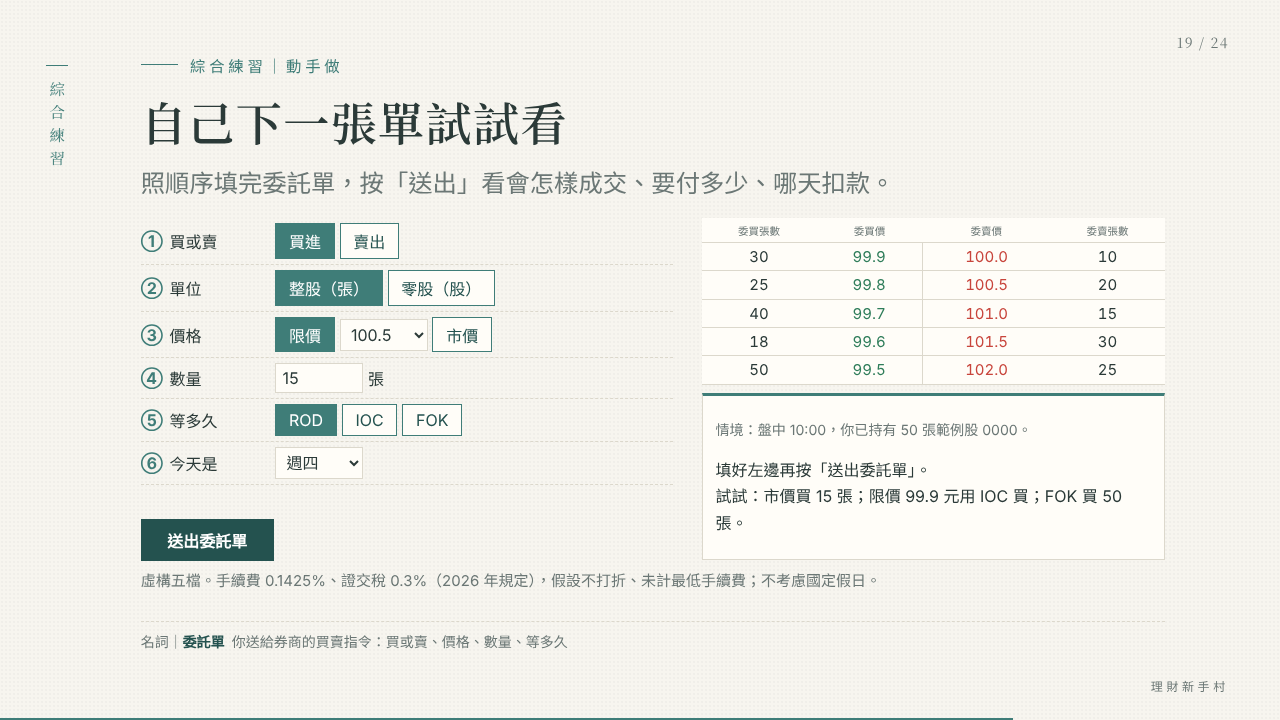 19 / 24
綜合練習
綜合練習｜動手做
自己下一張單試試看
照順序填完委託單，按「送出」看會怎樣成交、要付多少、哪天扣款。
① 買或賣 買進 賣出
② 單位 整股（張） 零股（股）
③ 價格 限價 100.5 市價
④ 數量 15 張
⑤ 等多久 ROD IOC FOK
⑥ 今天是 週四
送出委託單
委買張數 委買價 委賣價 委賣張數
30 99.9 100.0 10
25 99.8 100.5 20
40 99.7 101.0 15
18 99.6 101.5 30
50 99.5 102.0 25
情境：盤中 10:00，你已持有 50 張範例股 0000。
填好左邊再按「送出委託單」。
試試：市價買 15 張；限價 99.9 元用 IOC 買；FOK 買 50
張。
虛構五檔。手續費 0.1425%、證交稅 0.3%（2026 年規定），假設不打折、未計最低手續費；不考慮國定假日。
名詞｜委託單 你送給券商的買賣指令：買或賣、價格、數量、等多久
理財新手村